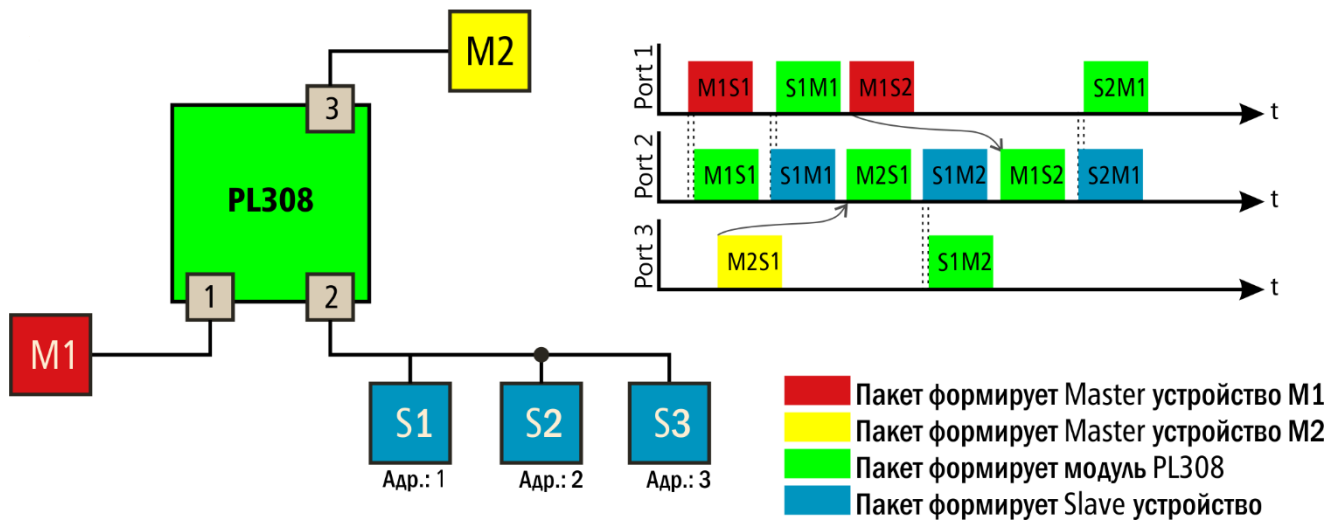 M2
3
PL308
1
2
M1
S1
S2
S3
Адр.: 1
Адр.: 2
Адр.: 3
Port 1
M1S1
S1M1
M1S2
S2M1
t
Port 2
M1S1
S1M1
M2S1
S1M2
M1S2
S2M1
t
Port 3
M2S1
S1M2
t
Пакет формирует Master устройство M1
Пакет формирует Master устройство M2
Пакет формирует модуль PL308
Пакет формирует Slave устройство